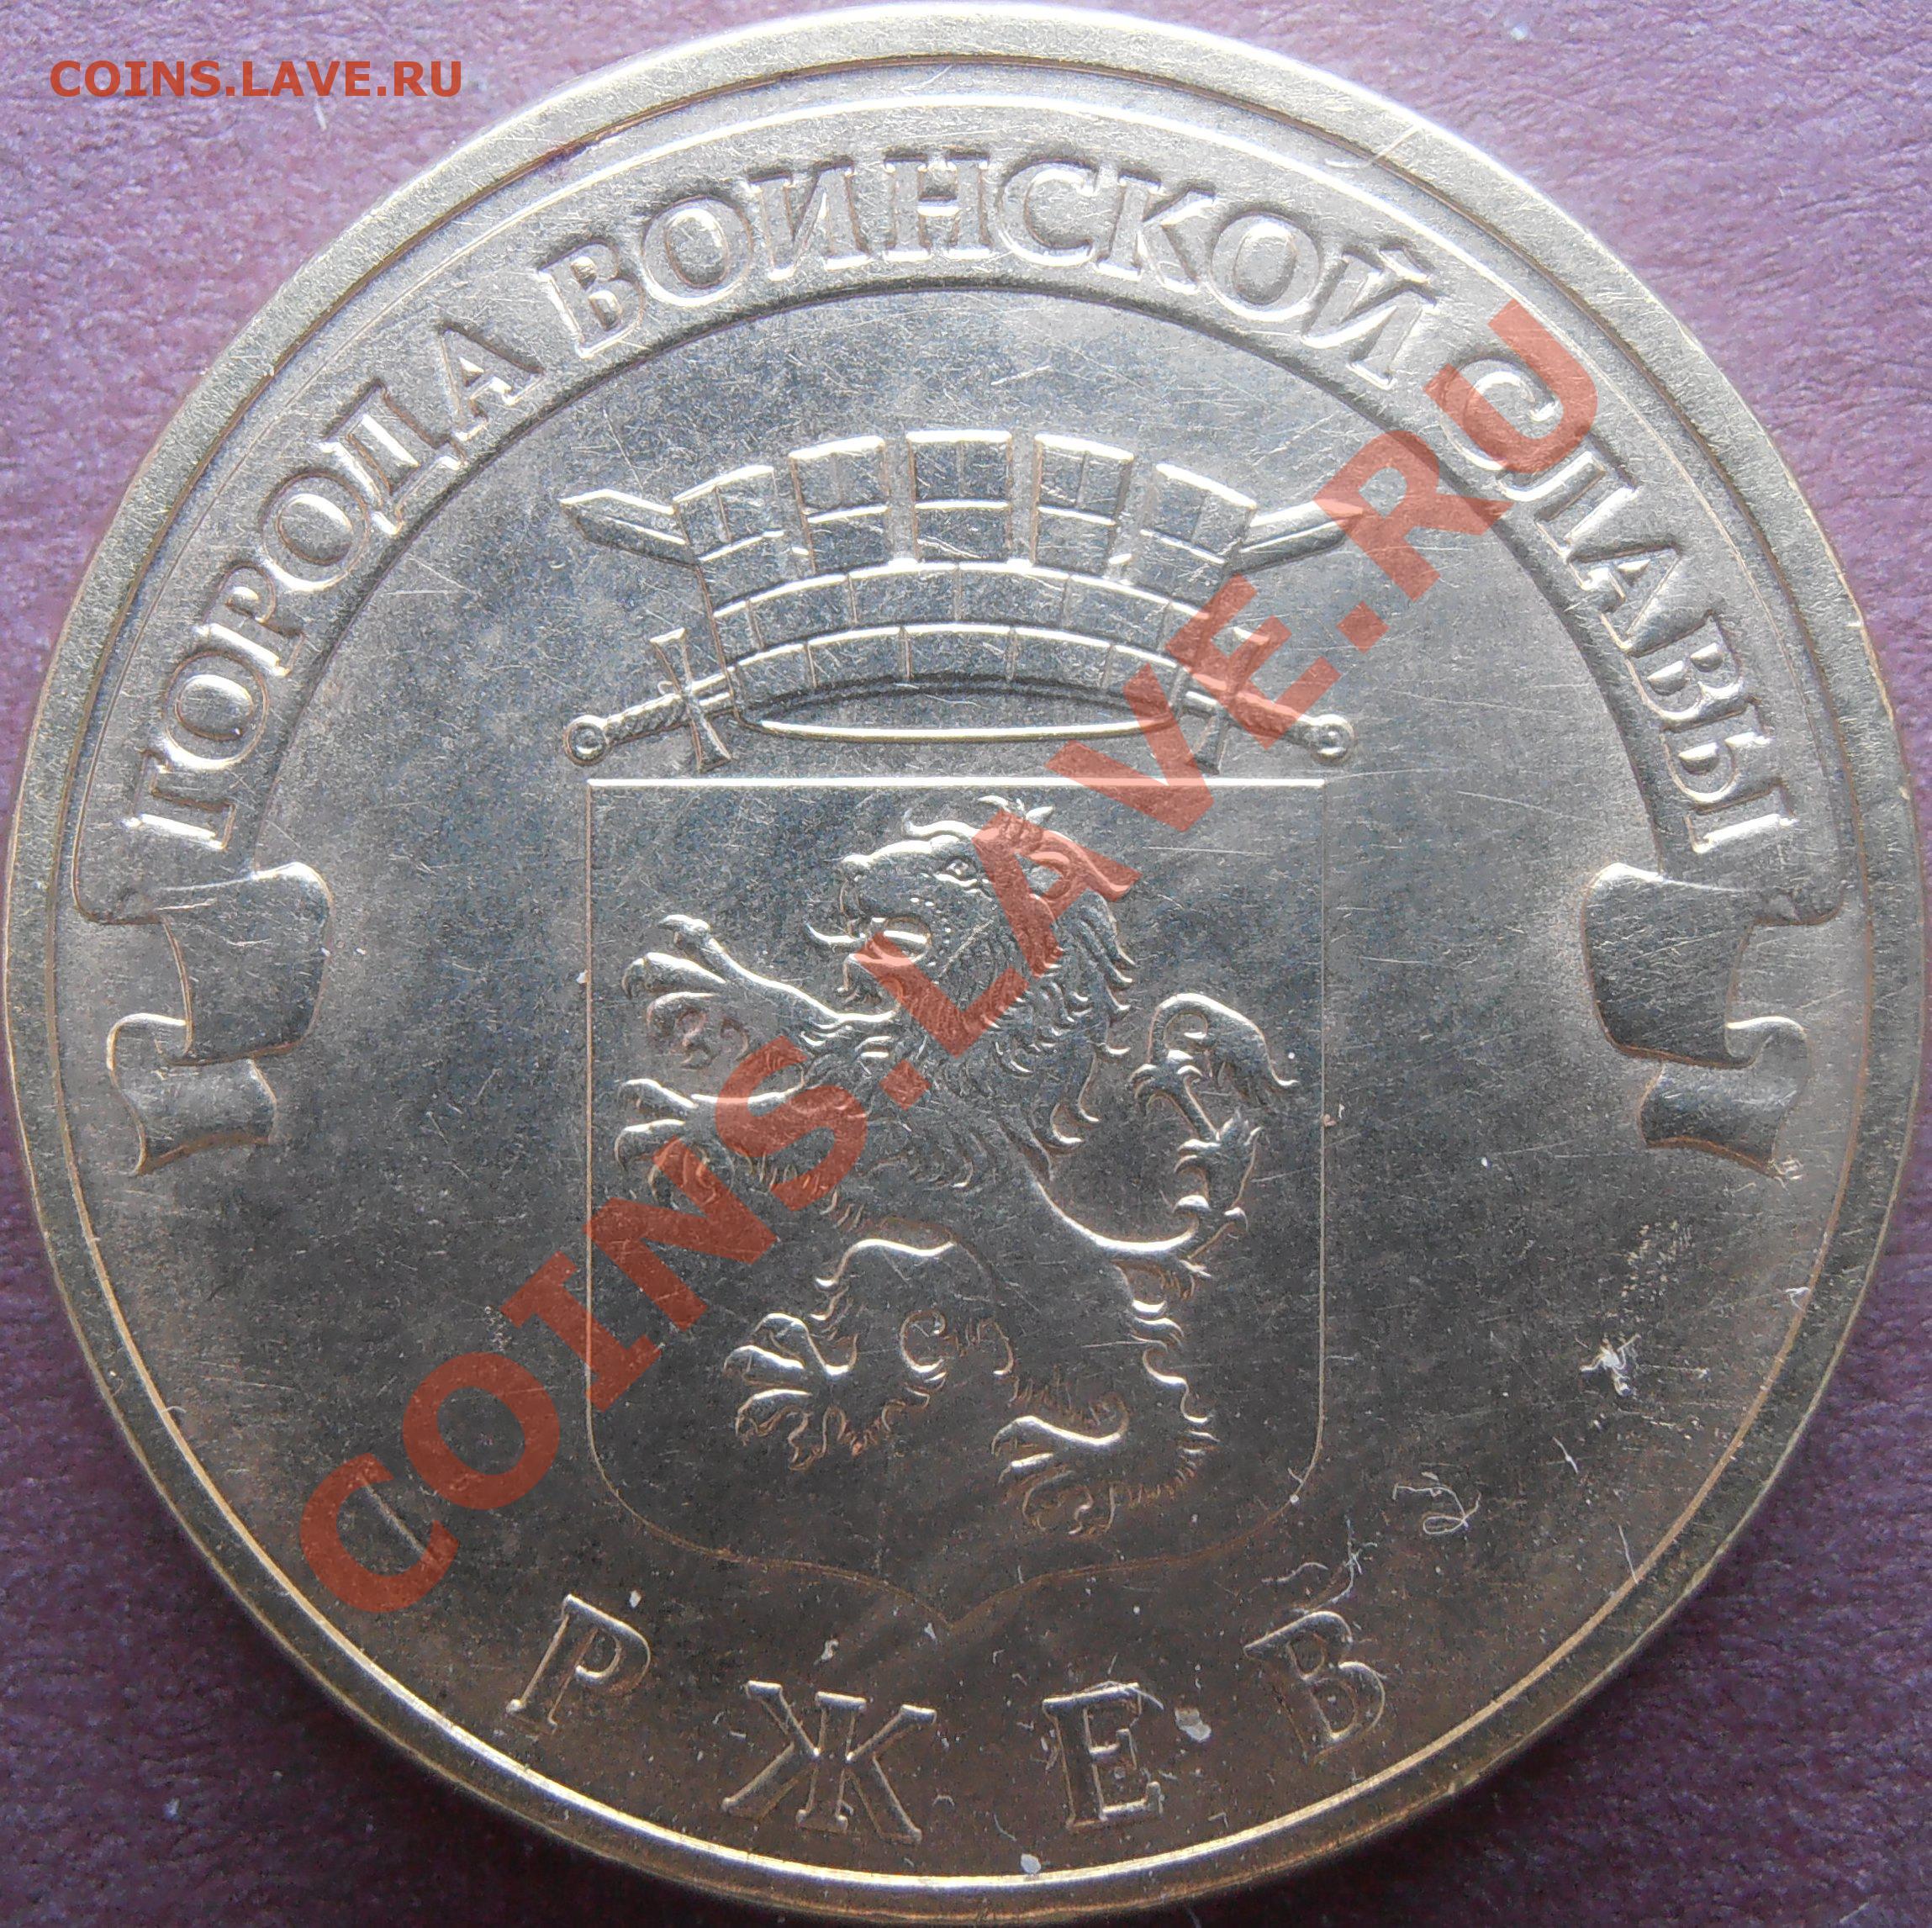 COINS.LAVE.RU
ГОРОДА ВОИНСКОЙ СЛАВЫ
COINS.LAVE.RU
РЖЕВ